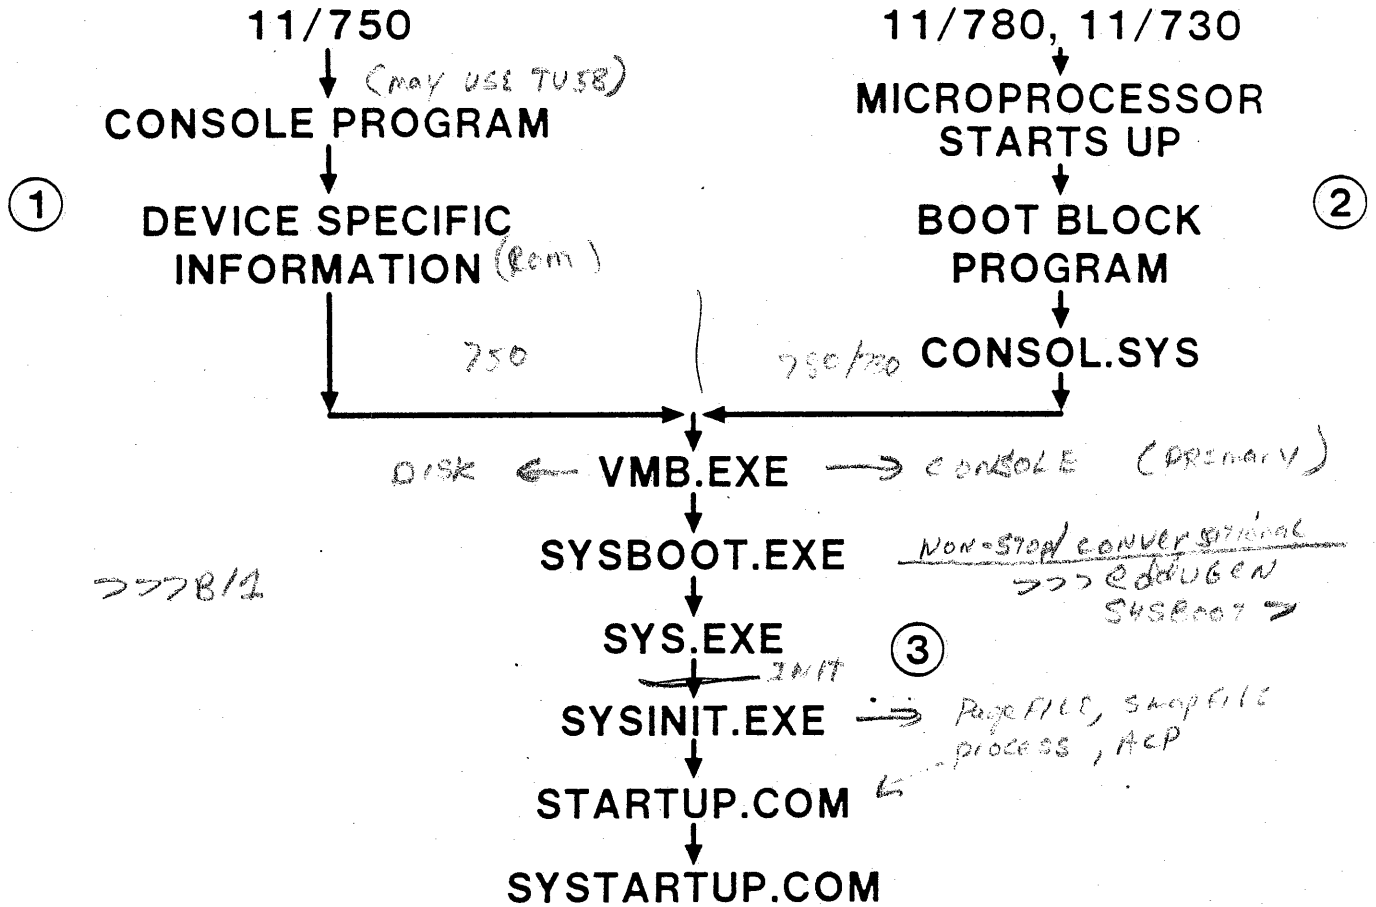 11/750
11/780, 11/730
(may USE TU58)
CONSOLE PROGRAM
MICROPROCESSOR
STARTS UP
1
2
DEVICE SPECIFIC
INFORMATION (Rom)
BOOT BLOCK
PROGRAM
750
780/730
CONSOL.SYS
DISK ← VMB.EXE → CONSOLE (PRIMARY)
SYSBOOT.EXE
NON-STOP/CONVERSATIONAL
>>>B/1
>>>
SYSBOOT >
SYS.EXE
3
INIT
SYSINIT.EXE
PageFILE, SwapFILE
process, ACP
STARTUP.COM
SYSTARTUP.COM